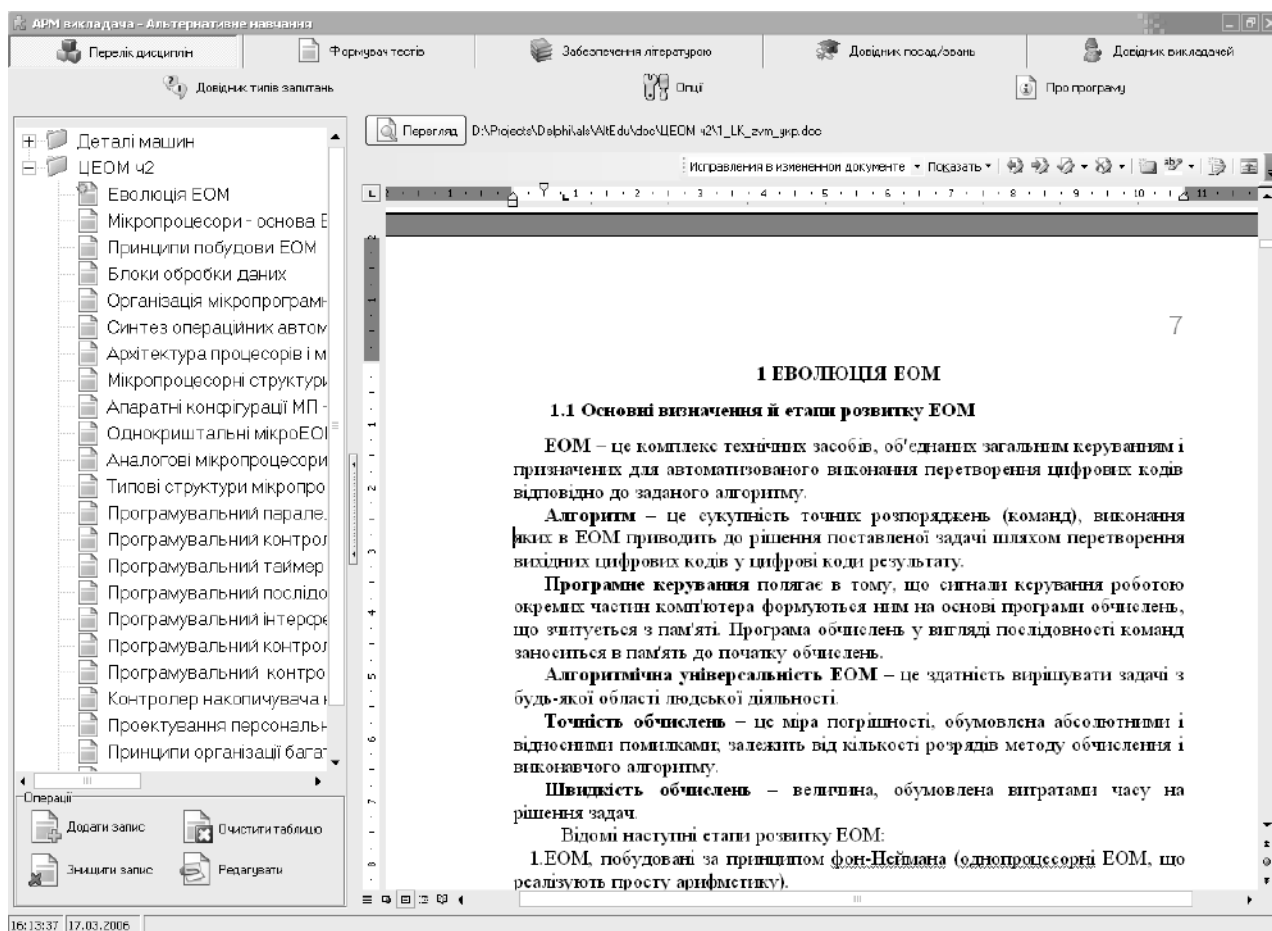 АРМ викладача - Альтернативне навчання
Перелік дисциплін
Формувач тестів
Забезпечення літературою
Довідник посад/звань
Довідник викладачей
Довідник типів запитань
Опції
Про програму
Перегляд
D:\Projects\Delphi\als\AltEdu\doc\ЦЕОМ ч2\1_LK_zvm_укр.doc
Деталі машин
ЦЕОМ ч2
Еволюція ЕОМ
Мікропроцесори - основа Е
Принципи побудови ЕОМ
Блоки обробки даних
Організація мікропрограмн
Синтез операційних автом
Архітектура процесорів і м
Мікропроцесорні структури
Апаратні конфігурації МП -
Однокриштальні мікроЕОМ
Аналогові мікропроцесори
Типові структури мікропро
Програмувальний парале.
Програмувальний контрол
Програмувальний таймер
Програмувальний послідо
Програмувальний інтерфе
Програмувальний контрол
Програмувальний контро
Контролер накопичувача н
Проектування персональн
Принципи організації багат
Операції
Додати запис
Очистити таблицю
Знищити запис
Редагувати
Исправления в измененном документе
Показать
7
1 ЕВОЛЮЦІЯ ЕОМ
1.1 Основні визначення й етапи розвитку ЕОМ
ЕОМ – це комплекс технічних засобів, об'єднаних загальним керуванням і
призначених для автоматизованого виконання перетворення цифрових кодів
відповідно до заданого алгоритму.
Алгоритм – це сукупність точних розпоряджень (команд), виконання
яких в ЕОМ приводить до рішення поставленої задачі шляхом перетворення
вихідних цифрових кодів у цифрові коди результату.
Програмне керування полягає в тому, що сигнали керування роботою
окремих частин комп'ютера формуються ним на основі програми обчислень,
що зчитується з пам'яті. Програма обчислень у вигляді послідовності команд
заноситься в пам'ять до початку обчислень.
Алгоритмічна універсальність ЕОМ – це здатність вирішувати задачі з
будь-якої області людської діяльності.
Точність обчислень – це міра погрішності, обумовлена абсолютними і
відносними помилками; залежить від кількості розрядів методу обчислення і
виконавчого алгоритму.
Швидкість обчислень – величина, обумовлена витратами часу на
рішення задач.
Відомі наступні етапи розвитку ЕОМ:
1.ЕОМ, побудовані за принципом фон-Неймана (однопроцесорні ЕОМ, що
реалізують просту арифметику).
16:13:37 17.03.2006